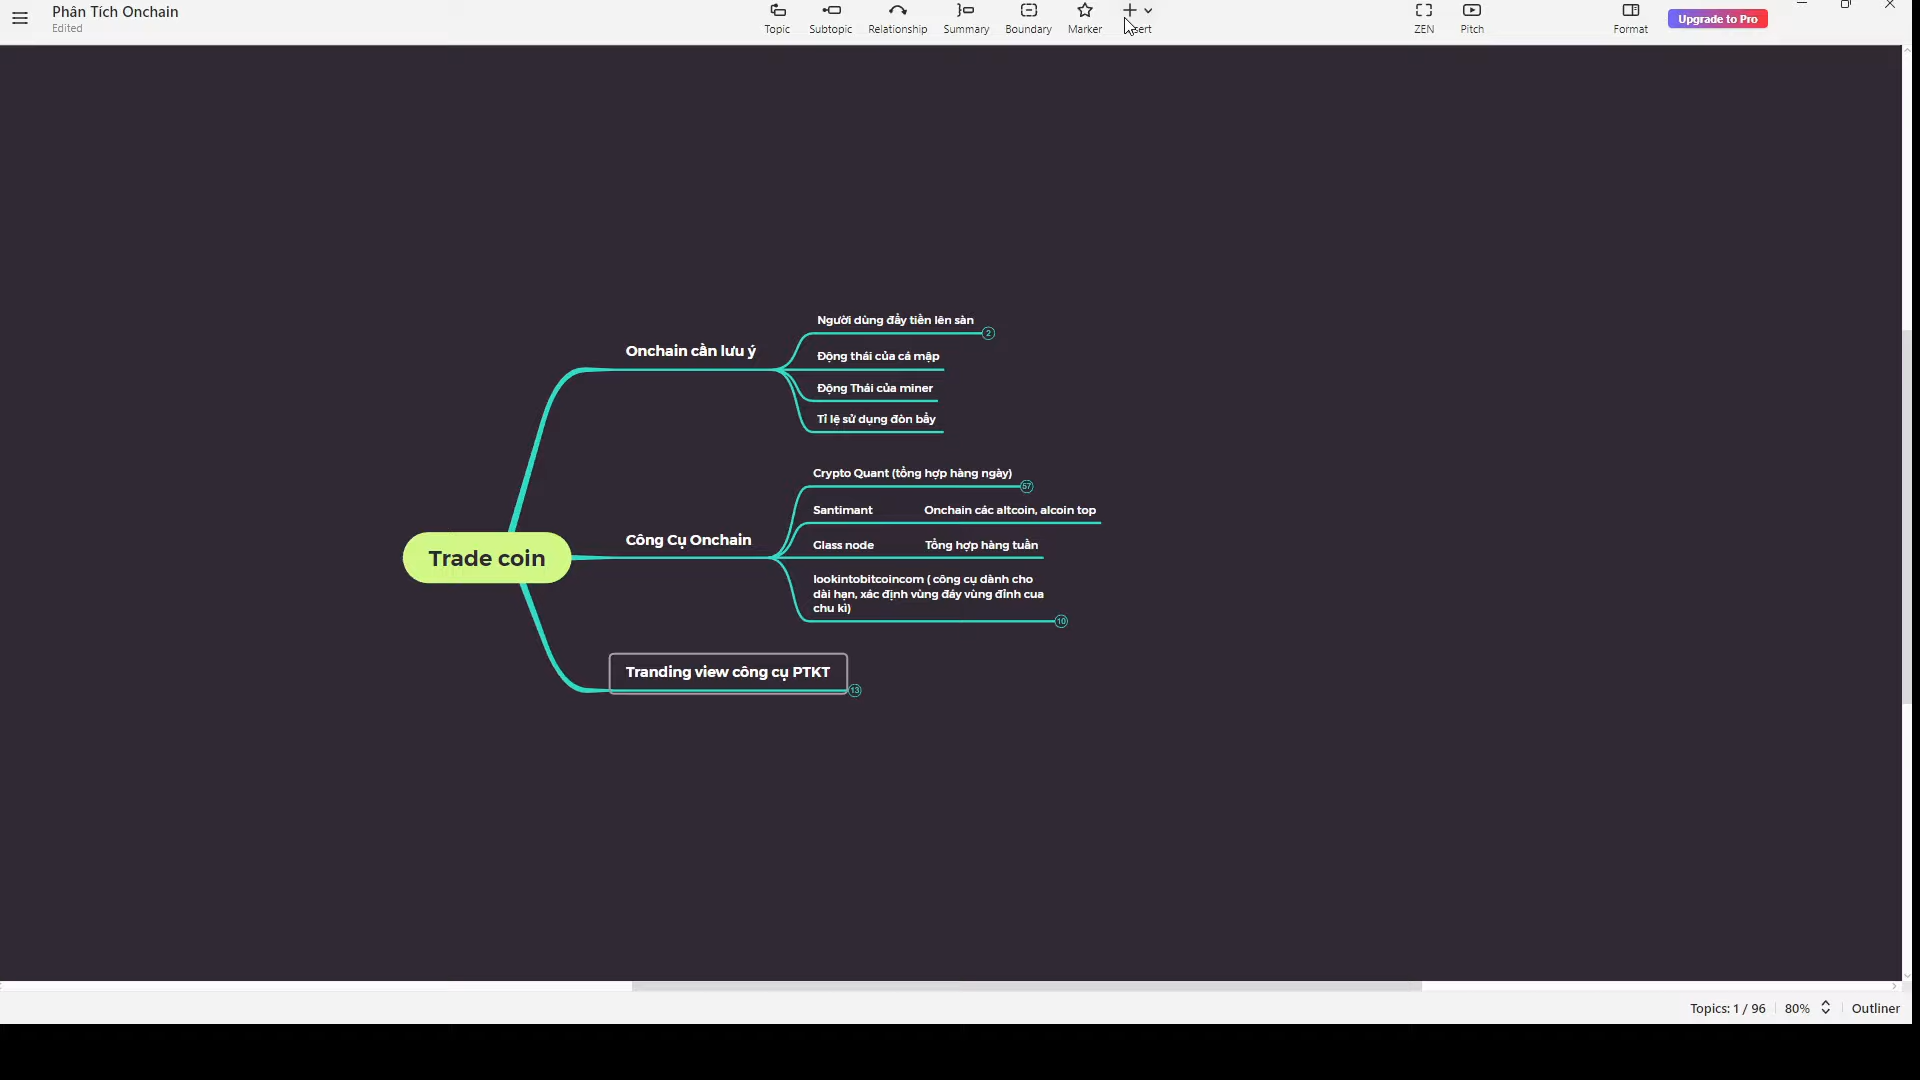 Phân Tích Onchain
Edited
Topic
Subtopic
Relationship
Summary
Boundary
Marker
ZEN
Pitch
Format
Upgrade to Pro
Người dùng đẩy tiền lên sàn
2
Onchain cần lưu ý
Động thái của cá mập
Động Thái của miner
Tỉ lệ sử dụng đòn bẩy
Crypto Quant (tổng hợp hàng ngày)
57
Santimant
Onchain các altcoin, alcoin top
Công Cụ Onchain
Glass node
Tổng hợp hàng tuần
Trade coin
lookintobitcoincom ( công cụ dành cho
dài hạn, xác định vùng đáy vùng đỉnh cua
chu kì)
10
Tranding view công cụ PTKT
13
Topics: 1 / 96
80%
Outliner